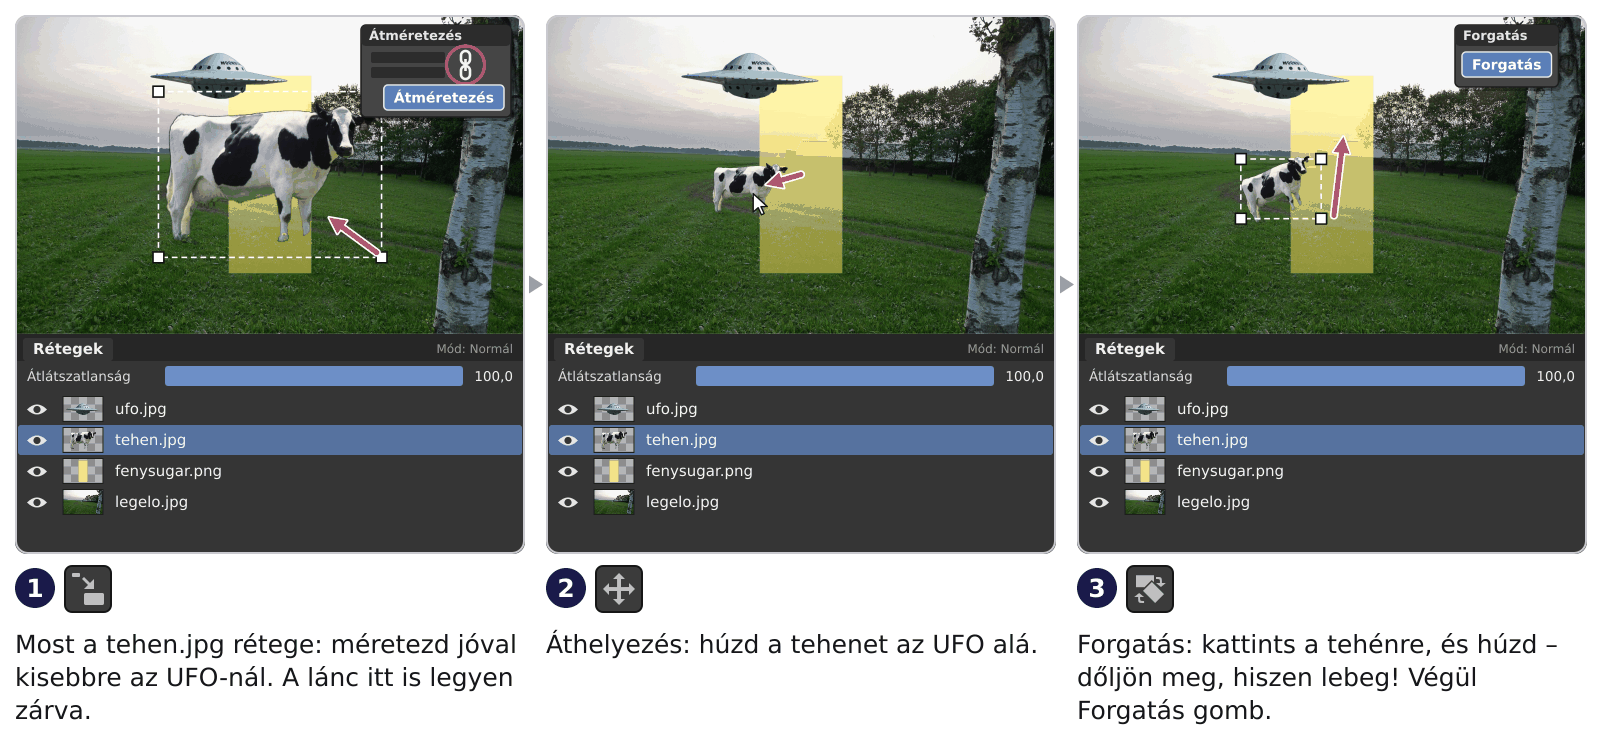 Átméretezés
Átméretezés
Rétegek
Mód: Normál
Átlátszatlanság
100,0
ufo.jpg
tehen.jpg
fenysugar.png
legelo.jpg
1
Most a tehen.jpg rétege: méretezd jóval
kisebbre az UFO-nál. A lánc itt is legyen
zárva.
Rétegek
Mód: Normál
Átlátszatlanság
100,0
ufo.jpg
tehen.jpg
fenysugar.png
legelo.jpg
2
Áthelyezés: húzd a tehenet az UFO alá.
Forgatás
Forgatás
Rétegek
Mód: Normál
Átlátszatlanság
100,0
ufo.jpg
tehen.jpg
fenysugar.png
legelo.jpg
3
Forgatás: kattints a tehénre, és húzd –
dőljön meg, hiszen lebeg! Végül
Forgatás gomb.